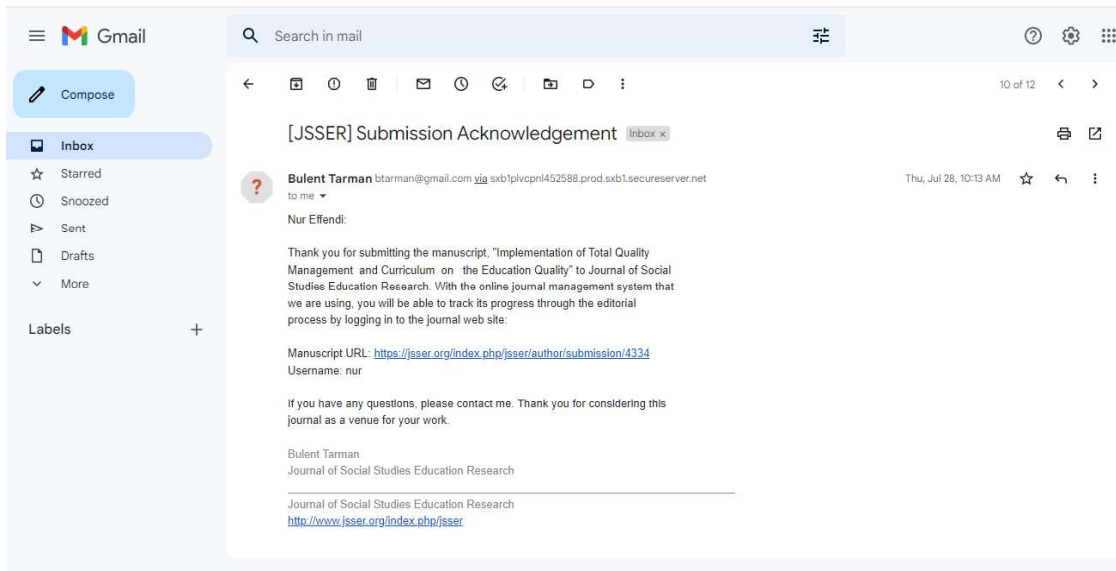 Gmail
Search in mail
Compose
10 of 12
Inbox
Starred
Snoozed
Sent
Drafts
More
Labels
[JSSER] Submission Acknowledgement Inbox x
Bulent Tarman btarman@gmail.com via sxb1plvcpnl452588.prod.sxb1.secureserver.net
Thu, Jul 28, 10:13 AM
to me
Nur Effendi:
Thank you for submitting the manuscript, "Implementation of Total Quality
Management and Curriculum on the Education Quality" to Journal of Social
Studies Education Research. With the online journal management system that
we are using, you will be able to track its progress through the editorial
process by logging in to the journal web site:
Manuscript URL: https://jsser.org/index.php/jsser/author/submission/4334
Username: nur
If you have any questions, please contact me. Thank you for considering this
journal as a venue for your work.
Bulent Tarman
Journal of Social Studies Education Research
Journal of Social Studies Education Research
http://www.jsser.org/index.php/jsser